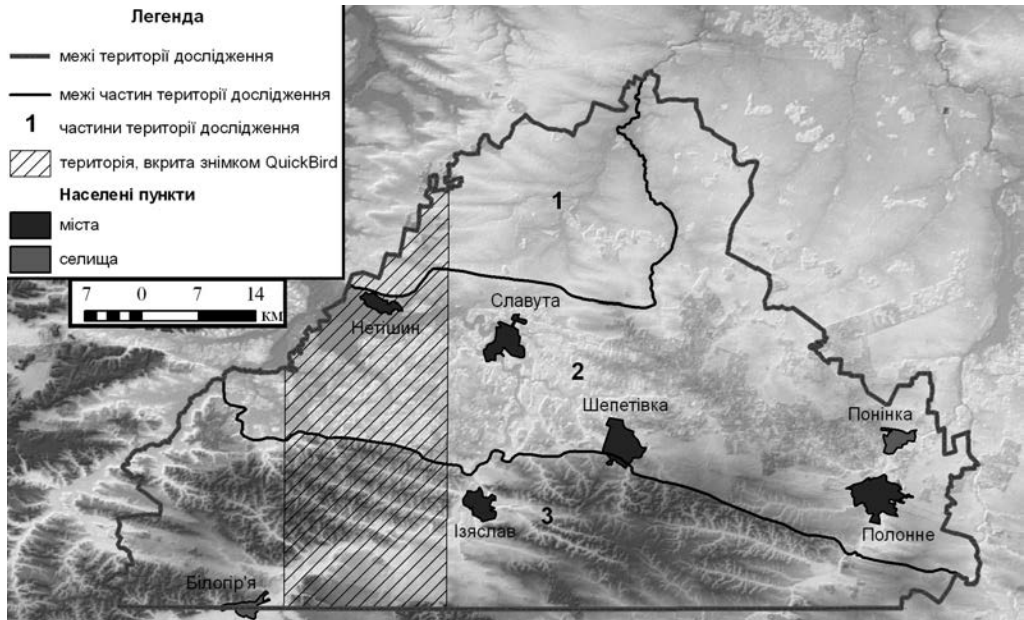 Легенда
межі території дослідження
межі частин території дослідження
1 частини території дослідження
територія, вкрита знімком QuickBird
Населені пункти
міста
селища
7 0 7 14
км
1
Нетішин
Славута
2
Шепетівка
Понінка
Ізяслав
3
Полонне
Білогір'я